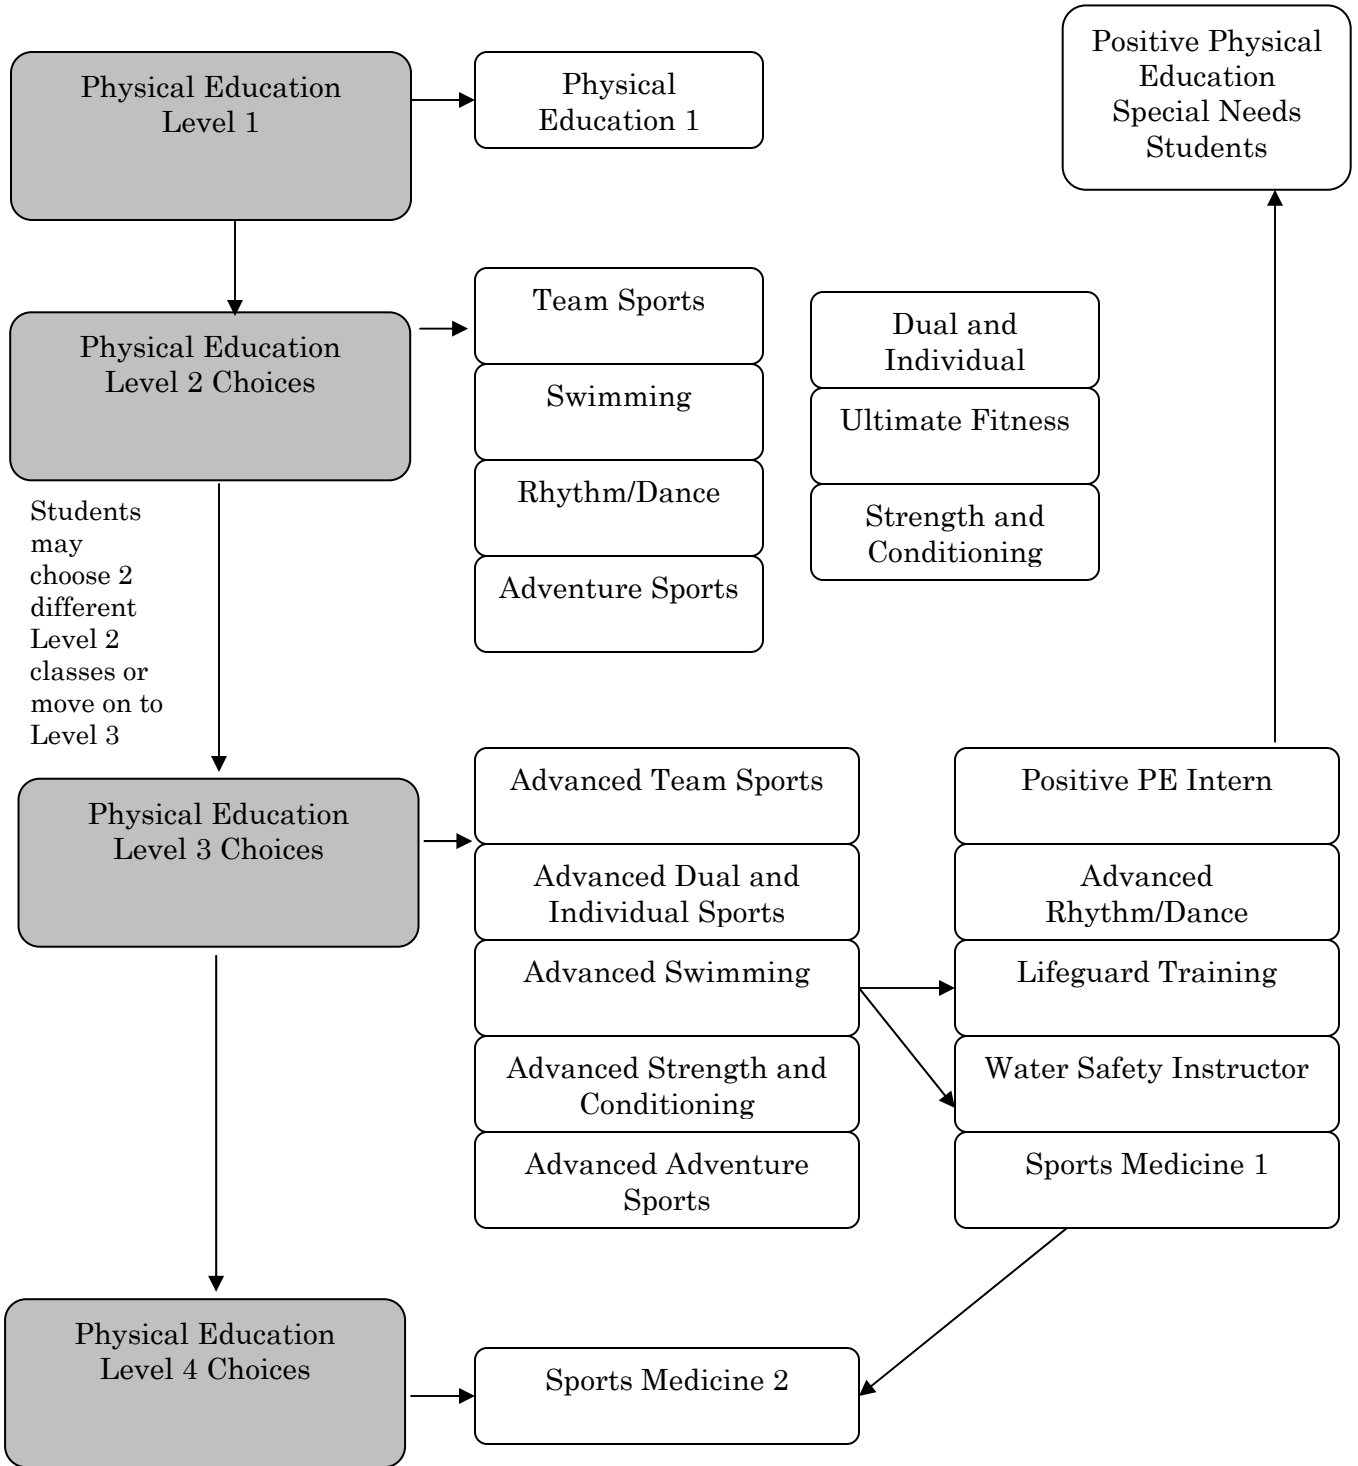 Positive Physical
Education
Special Needs
Students
Physical Education
Level 1
Physical
Education 1
Physical Education
Level 2 Choices
Team Sports
Swimming
Rhythm/Dance
Adventure Sports
Dual and
Individual
Ultimate Fitness
Strength and
Conditioning
Students
may
choose 2
different
Level 2
classes or
move on to
Level 3
Physical Education
Level 3 Choices
Advanced Team Sports
Advanced Dual and
Individual Sports
Advanced Swimming
Advanced Strength and
Conditioning
Advanced Adventure
Sports
Positive PE Intern
Advanced
Rhythm/Dance
Lifeguard Training
Water Safety Instructor
Sports Medicine 1
Physical Education
Level 4 Choices
Sports Medicine 2